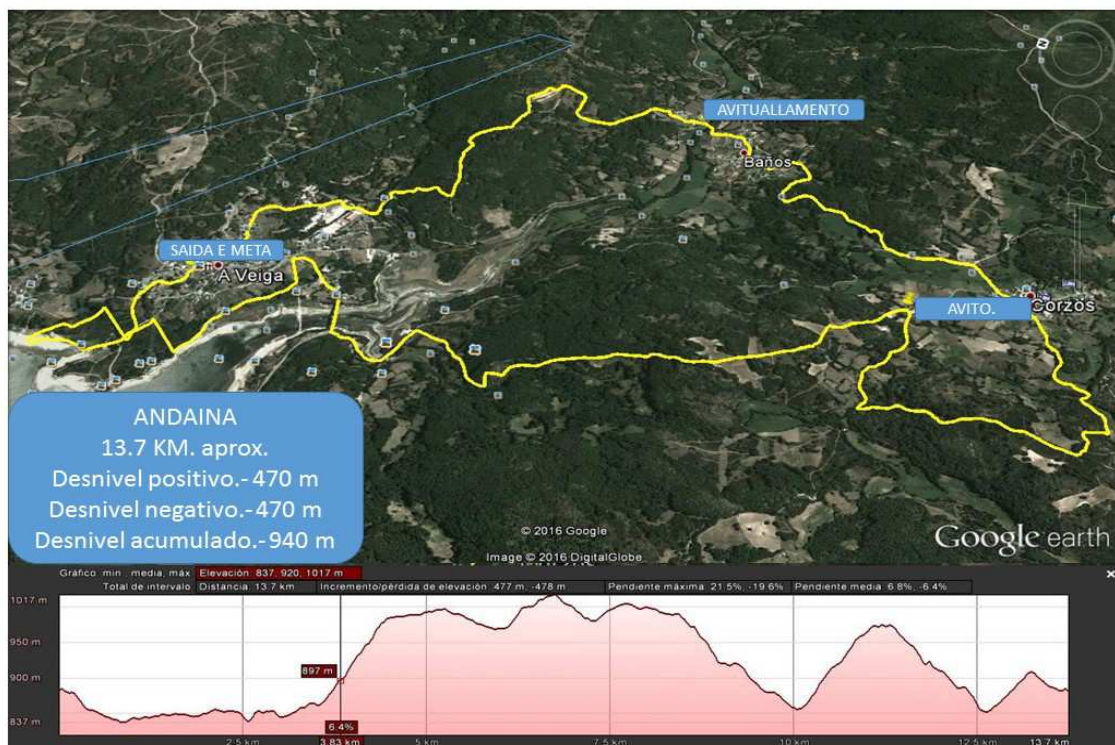 AVITUALLAMENTO
Baños
SAIDA E META
A Veiga
AVITO.
Corzos
ANDAINA
13.7 KM. aprox.
Desnivel positivo.- 470 m
Desnivel negativo.-470 m
Desnivel acumulado.-940 m
© 2016 Google
Image © 2016 DigitalGlobe
Google earth
Gráfico: mín., media, máx. Elevación: 837, 920, 1017 m
Total de intervalo: Distancia: 13.7 km Incremento/pérdida de elevación: 477 m, -478 m Pendiente máxima: 21.5%, -19.6% Pendiente media: 6.8%, -6.4%
1017 m
950 m
900 m
837 m
897 m
6.4%
2.5 km
3.83 km
5 km
7.5 km
10 km
12.5 km
13.7 km